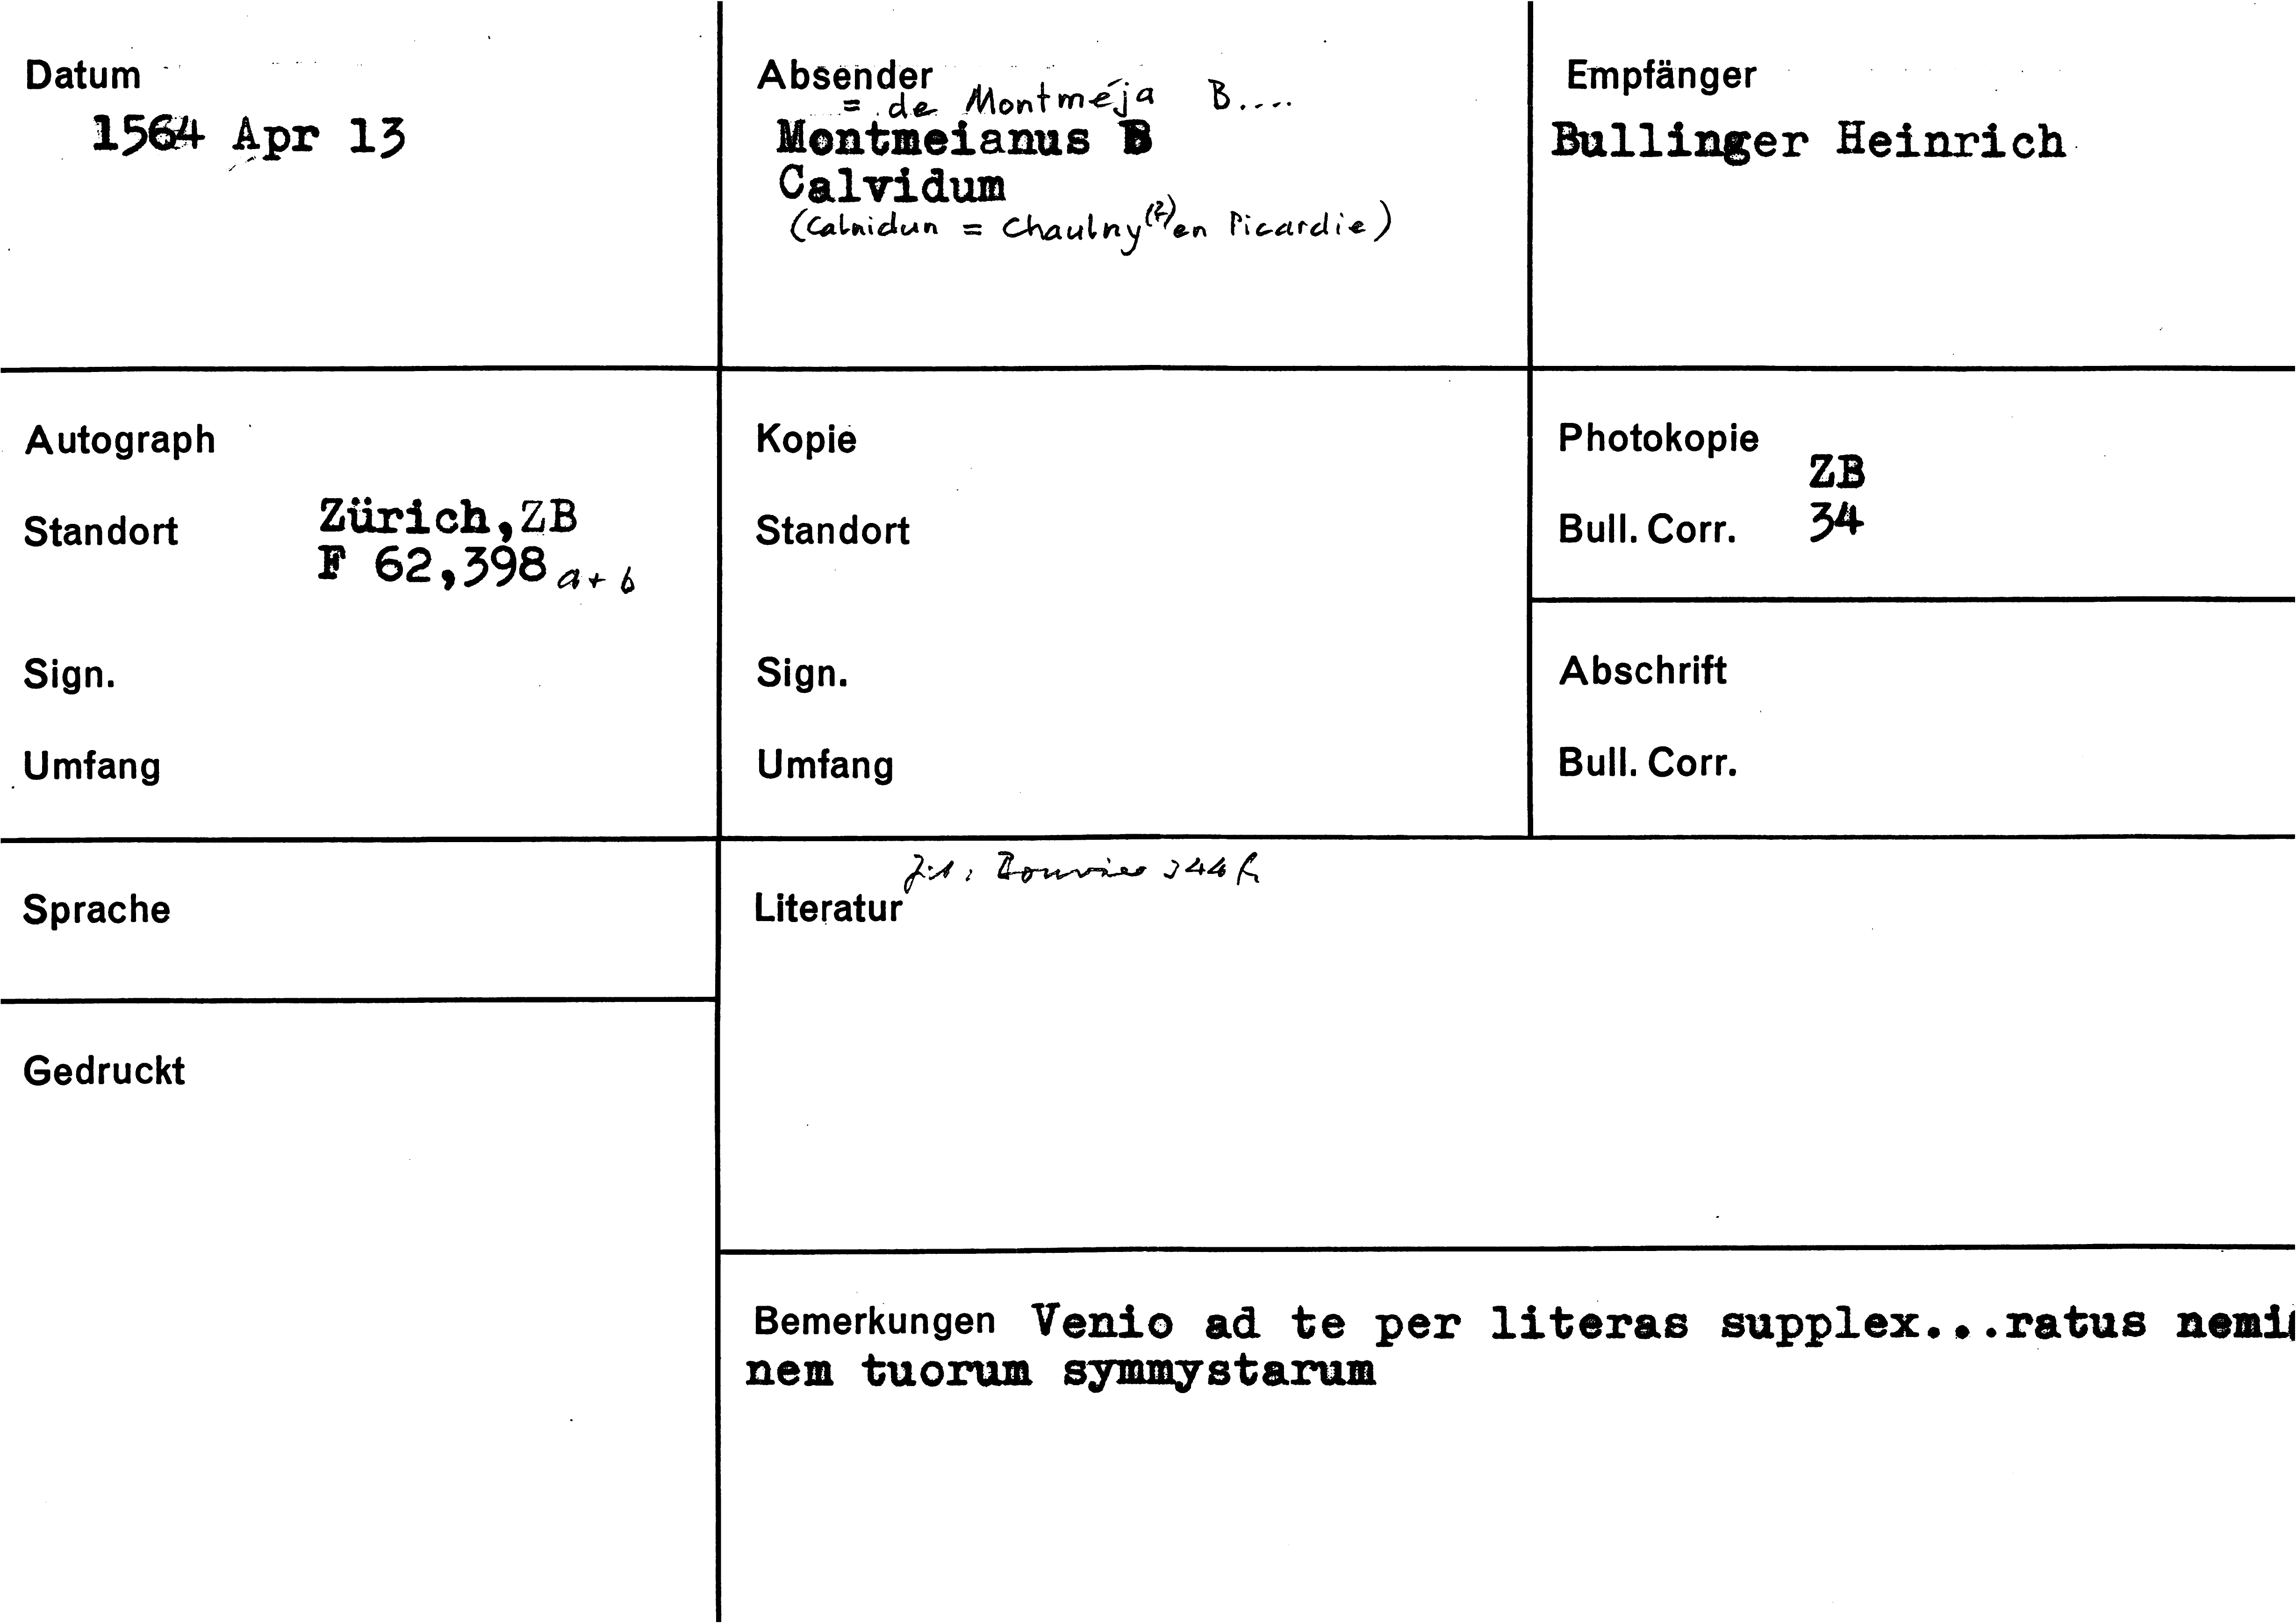 Datum
1564 Apr 13
Absender
= de Montméja B....
Montmeianus B
Calvidum
(Calnidun = Chaulny (?) en Picardie)
Empfänger
Bullinger Heinrich
Autograph
Standort Zürich, ZB
F 62,398 a + b
Sign.
Umfang
Kopie
Standort
Sign.
Umfang
Photokopie ZB
Bull. Corr. 34
Abschrift
Bull. Corr.
Sprache
Gedruckt
Zit: Bouvier 344 f.
Literatur
Bemerkungen Venio ad te per literas supplex...ratus nemi
nem tuorum symmystarum